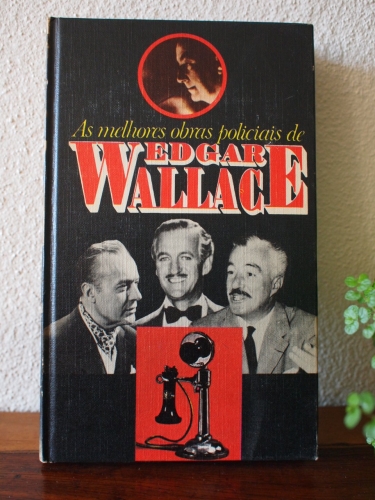 As melhores obras policiais de
EDGAR
WALLACE